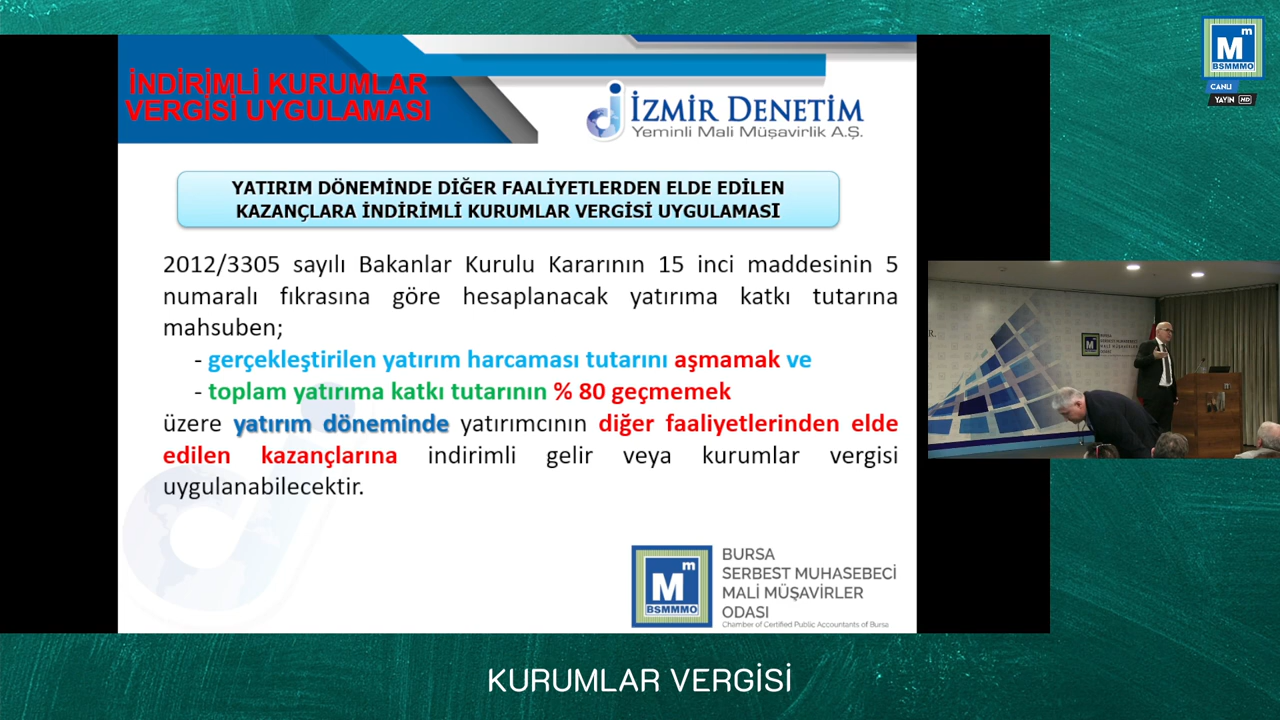 İNDİRİMLİ KURUMLAR
VERGİSİ UYGULAMASI
İZMİR DENETİM
Yeminli Mali Müşavirlik A.Ş.
m
M
BSMMMO
CANLI
YAYIN HD
YATIRIM DÖNEMİNDE DİĞER FAALİYETLERDEN ELDE EDİLEN
KAZANÇLARA İNDİRİMLİ KURUMLAR VERGİSİ UYGULAMASI
2012/3305 sayılı Bakanlar Kurulu Kararının 15 inci maddesinin 5
numaralı fıkrasına göre hesaplanacak yatırıma katkı tutarına
mahsuben;
- gerçekleştirilen yatırım harcaması tutarını aşmamak ve
- toplam yatırıma katkı tutarının % 80 geçmemek
üzere yatırım döneminde yatırımcının diğer faaliyetlerinden elde
edilen kazançlarına indirimli gelir veya kurumlar vergisi
uygulanabilecektir.
m
M
BSMMMO
BURSA
SERBEST MUHASEBECİ
MALİ MÜŞAVİRLER
ODASI
Chamber of Certified Public Accountants of Bursa
KURUMLAR VERGİSİ